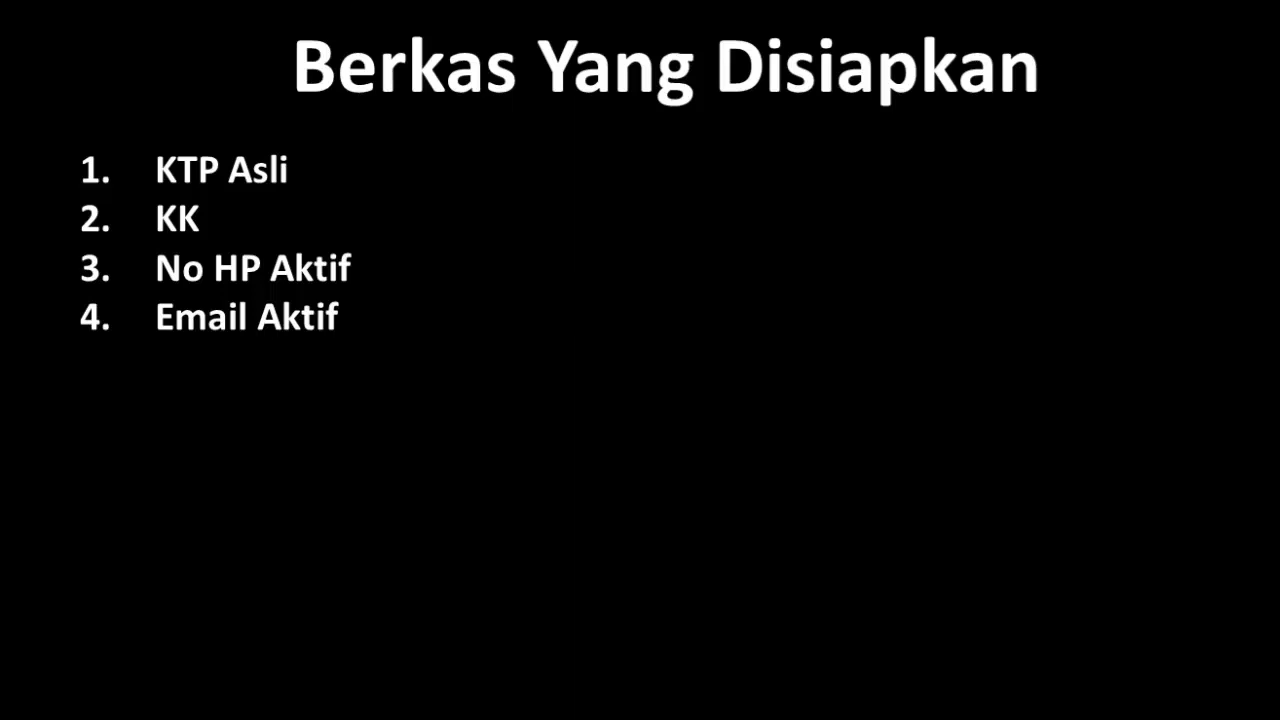 Berkas Yang Disiapkan
1. KTP Asli
2. KK
3. No HP Aktif
4. Email Aktif